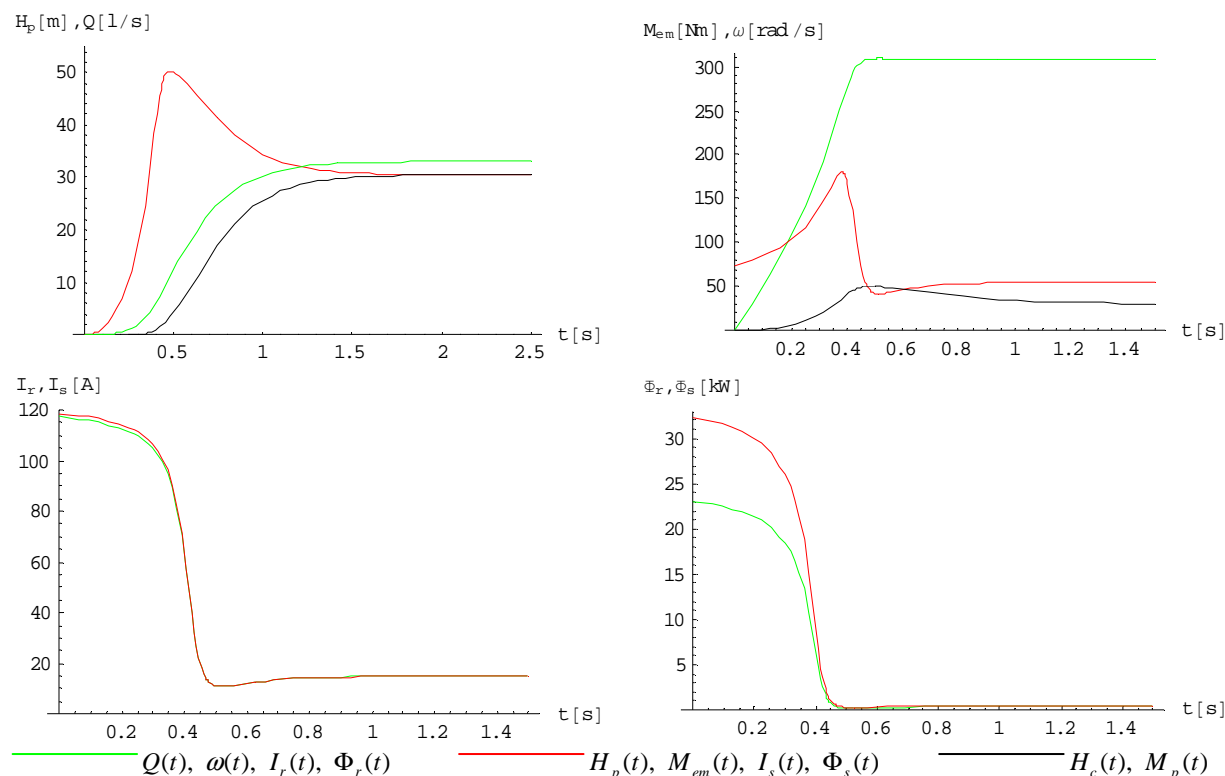 H_p[m],Q[l/s]
50
40
30
20
10
0.5 1 1.5 2 2.5
t[s]
M_em[Nm],ω[rad/s]
300
250
200
150
100
50
0.2 0.4 0.6 0.8 1 1.2 1.4
t[s]
I_r,I_s[A]
120
100
80
60
40
20
0.2 0.4 0.6 0.8 1 1.2 1.4
t[s]
Φ_r,Φ_s[kW]
30
25
20
15
10
5
0.2 0.4 0.6 0.8 1 1.2 1.4
t[s]
Q(t), ω(t), I_r(t), Φ_r(t) H_p(t), M_em(t), I_s(t), Φ_s(t) H_c(t), M_p(t)